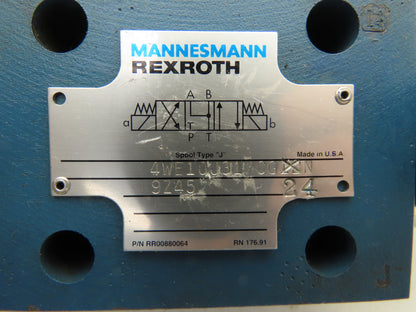 MANNESMANN
REXROTH
A B
a b
T
P T
Spool Type "J" Made in U.S.A
24
P/N RR00880064 RN 176.91
J